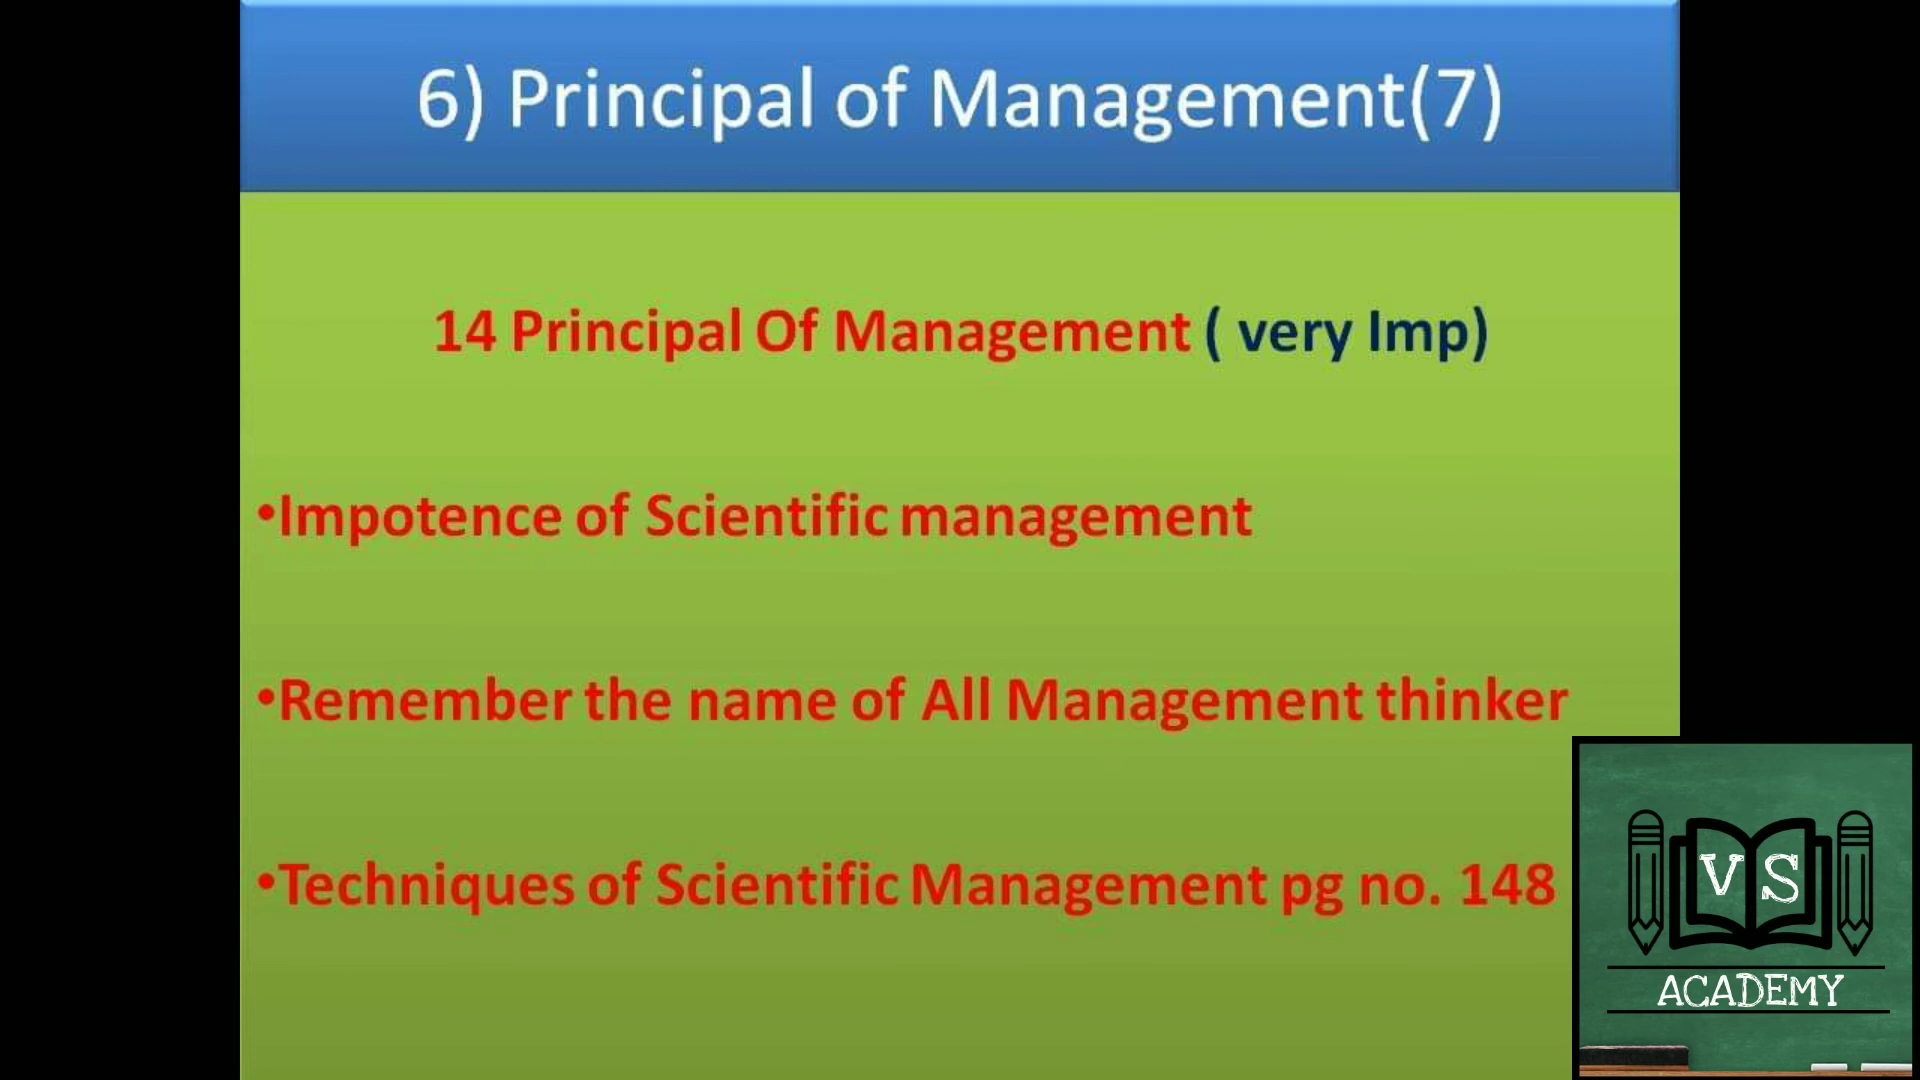 6) Principal of Management(7)
14 Principal Of Management ( very Imp)
•Impotence of Scientific management
•Remember the name of All Management thinker
•Techniques of Scientific Management pg no. 148
V S
ACADEMY